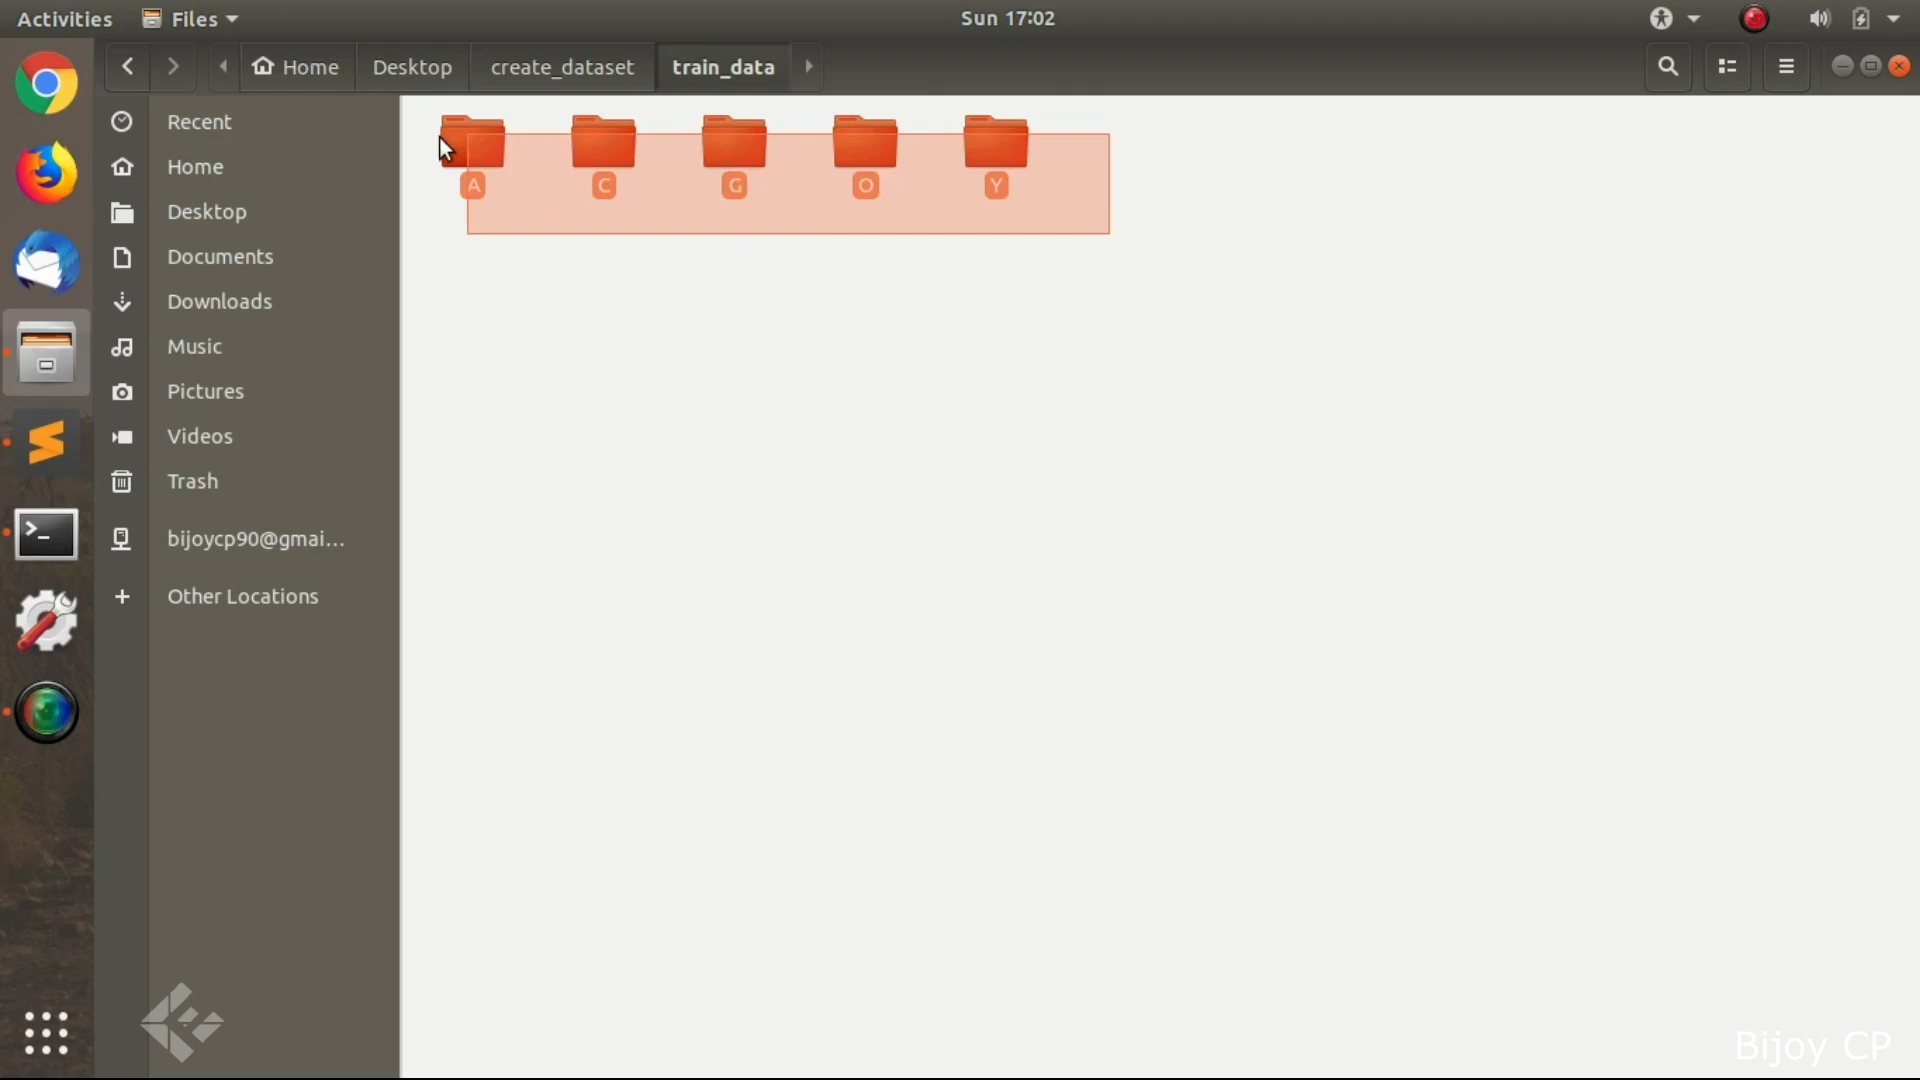 Activities Files Sun 17:02
Home Desktop create_dataset train_data
Recent
Home
Desktop
Documents
Downloads
Music
Pictures
Videos
Trash
bijoycp90@gmai...
Other Locations
A C G O Y
Bijoy CP